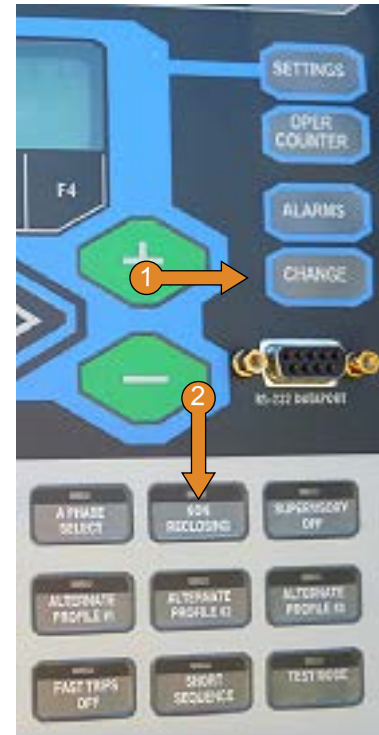 SETTINGS
OPER
COUNTER
F4
ALARMS
1
CHANGE
2
RS-232 DATAPORT
A PHASE
SELECT
NON
RECLOSING
SUPERVISORY
OFF
ALTERNATE
PROFILE #1
ALTERNATE
PROFILE #2
ALTERNATE
PROFILE #3
FAST TRIPS
OFF
SHORT
SEQUENCE
TEST MODE